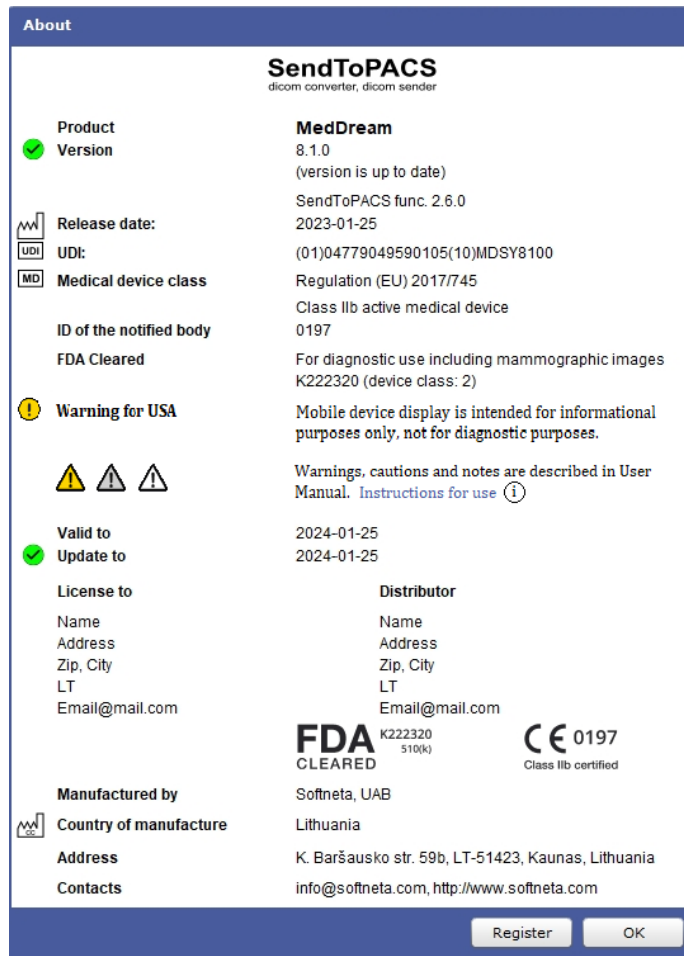 About
SendToPACS
dicom converter, dicom sender
Product MedDream
Version 8.1.0
(version is up to date)
SendToPACS func. 2.6.0
Release date: 2023-01-25
UDI UDI: (01)04779049590105(10)MDSY8100
MD Medical device class Regulation (EU) 2017/745
Class IIb active medical device
ID of the notified body 0197
FDA Cleared For diagnostic use including mammographic images
K222320 (device class: 2)
! Warning for USA Mobile device display is intended for informational
purposes only, not for diagnostic purposes.
! ! ! Warnings, cautions and notes are described in User
Manual. Instructions for use i
Valid to 2024-01-25
Update to 2024-01-25
License to Distributor
Name Name
Address Address
Zip, City Zip, City
LT LT
Email@mail.com Email@mail.com
FDA K222320 CE 0197
510(k)
CLEARED Class IIb certified
Manufactured by Softneta, UAB
CC Country of manufacture Lithuania
Address K. Baršausko str. 59b, LT-51423, Kaunas, Lithuania
Contacts info@softneta.com, http://www.softneta.com
Register OK